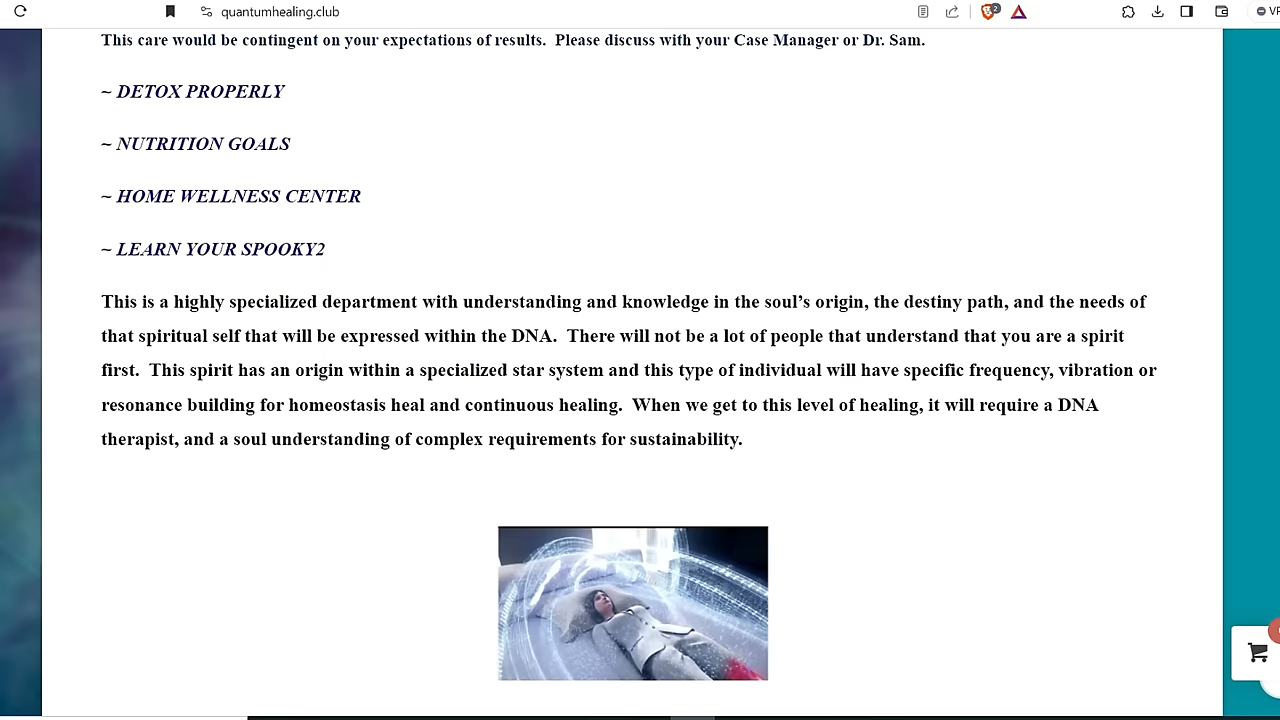 quantumhealing.club
2
VP
This care would be contingent on your expectations of results.  Please discuss with your Case Manager or Dr. Sam.
~ DETOX PROPERLY
~ NUTRITION GOALS
~ HOME WELLNESS CENTER
~ LEARN YOUR SPOOKY2
This is a highly specialized department with understanding and knowledge in the soul’s origin, the destiny path, and the needs of
that spiritual self that will be expressed within the DNA.  There will not be a lot of people that understand that you are a spirit
first.  This spirit has an origin within a specialized star system and this type of individual will have specific frequency, vibration or
resonance building for homeostasis heal and continuous healing.  When we get to this level of healing, it will require a DNA
therapist, and a soul understanding of complex requirements for sustainability.